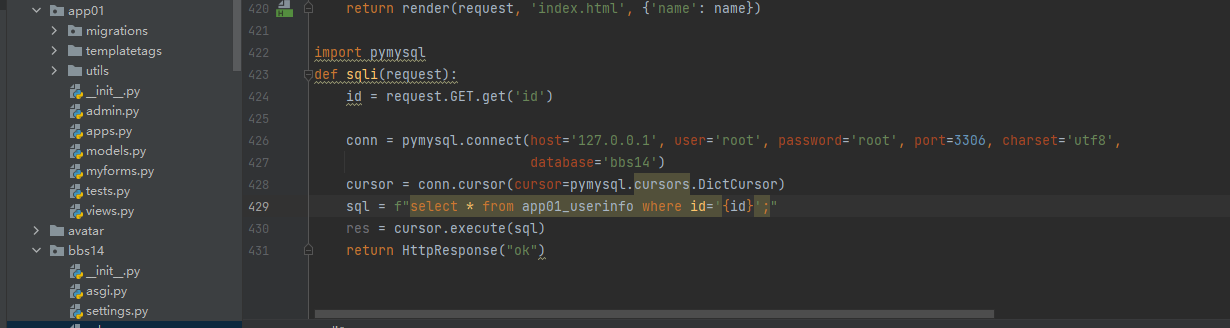 app01
migrations
templatetags
utils
__init__.py
admin.py
apps.py
models.py
myforms.py
tests.py
views.py
avatar
bbs14
__init__.py
asgi.py
settings.py
420 return render(request, 'index.html', {'name': name})
422 import pymysql
423 def sqli(request):
424 id = request.GET.get('id')
426 conn = pymysql.connect(host='127.0.0.1', user='root', password='root', port=3306, charset='utf8',
427 database='bbs14')
428 cursor = conn.cursor(cursor=pymysql.cursors.DictCursor)
429 sql = f"select * from app01_userinfo where id='{id}';"
430 res = cursor.execute(sql)
431 return HttpResponse("ok")